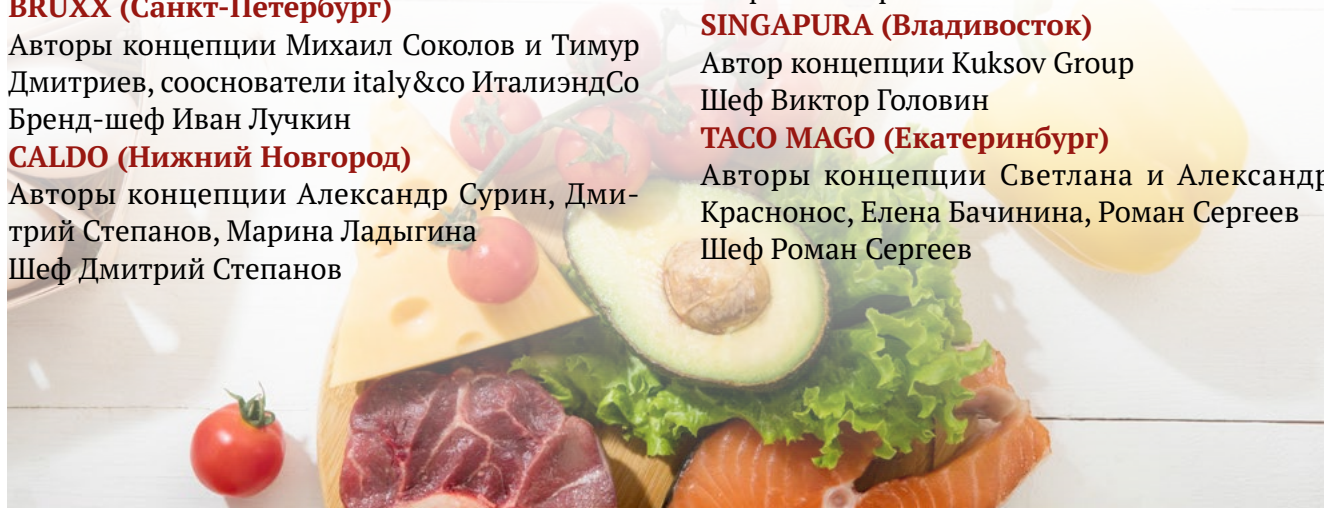 BRUXX (Санкт-Петербург)
Авторы концепции Михаил Соколов и Тимур
Дмитриев, сооснователи italy&co ИталиэндСо
Бренд-шеф Иван Лучкин
CALDO (Нижний Новгород)
Авторы концепции Александр Сурин, Дми-
трий Степанов, Марина Ладыгина
Шеф Дмитрий Степанов
SINGAPURA (Владивосток)
Автор концепции Kuksov Group
Шеф Виктор Головин
TACO MAGO (Екатеринбург)
Авторы концепции Светлана и Александр
Краснонос, Елена Бачинина, Роман Сергеев
Шеф Роман Сергеев